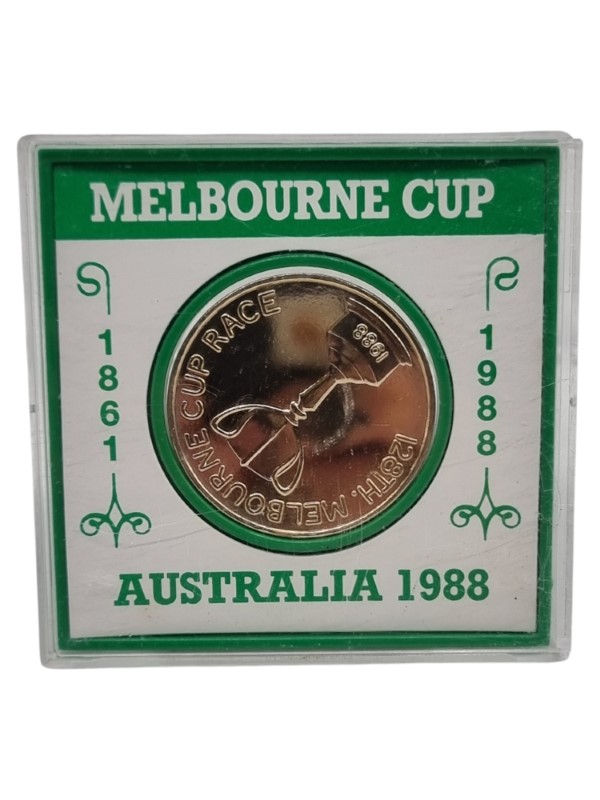 MELBOURNE CUP
1861
1988
128TH. MELBOURNE CUP RACE
1988
AUSTRALIA 1988